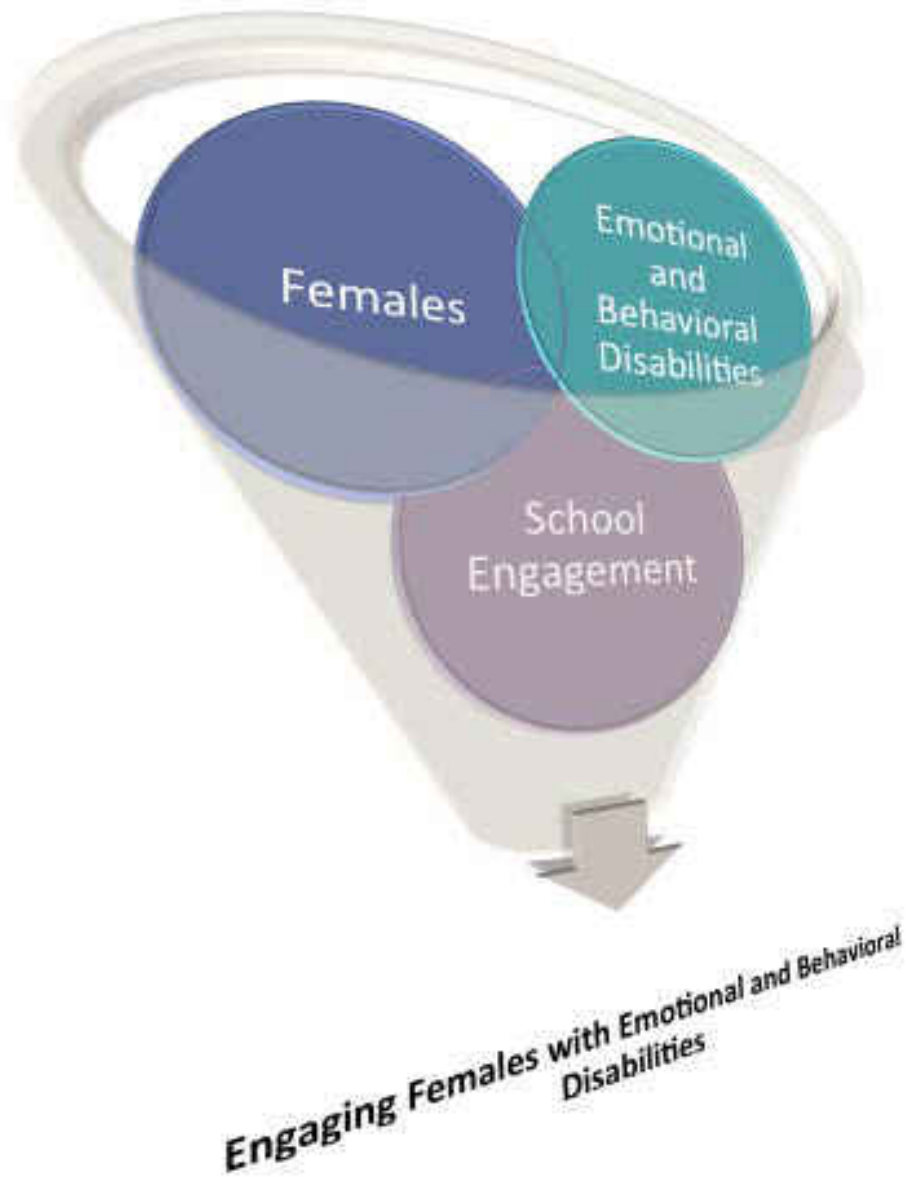 Females
Emotional
and
Behavioral
Disabilities
School
Engagement
Engaging Females with Emotional and Behavioral
Disabilities